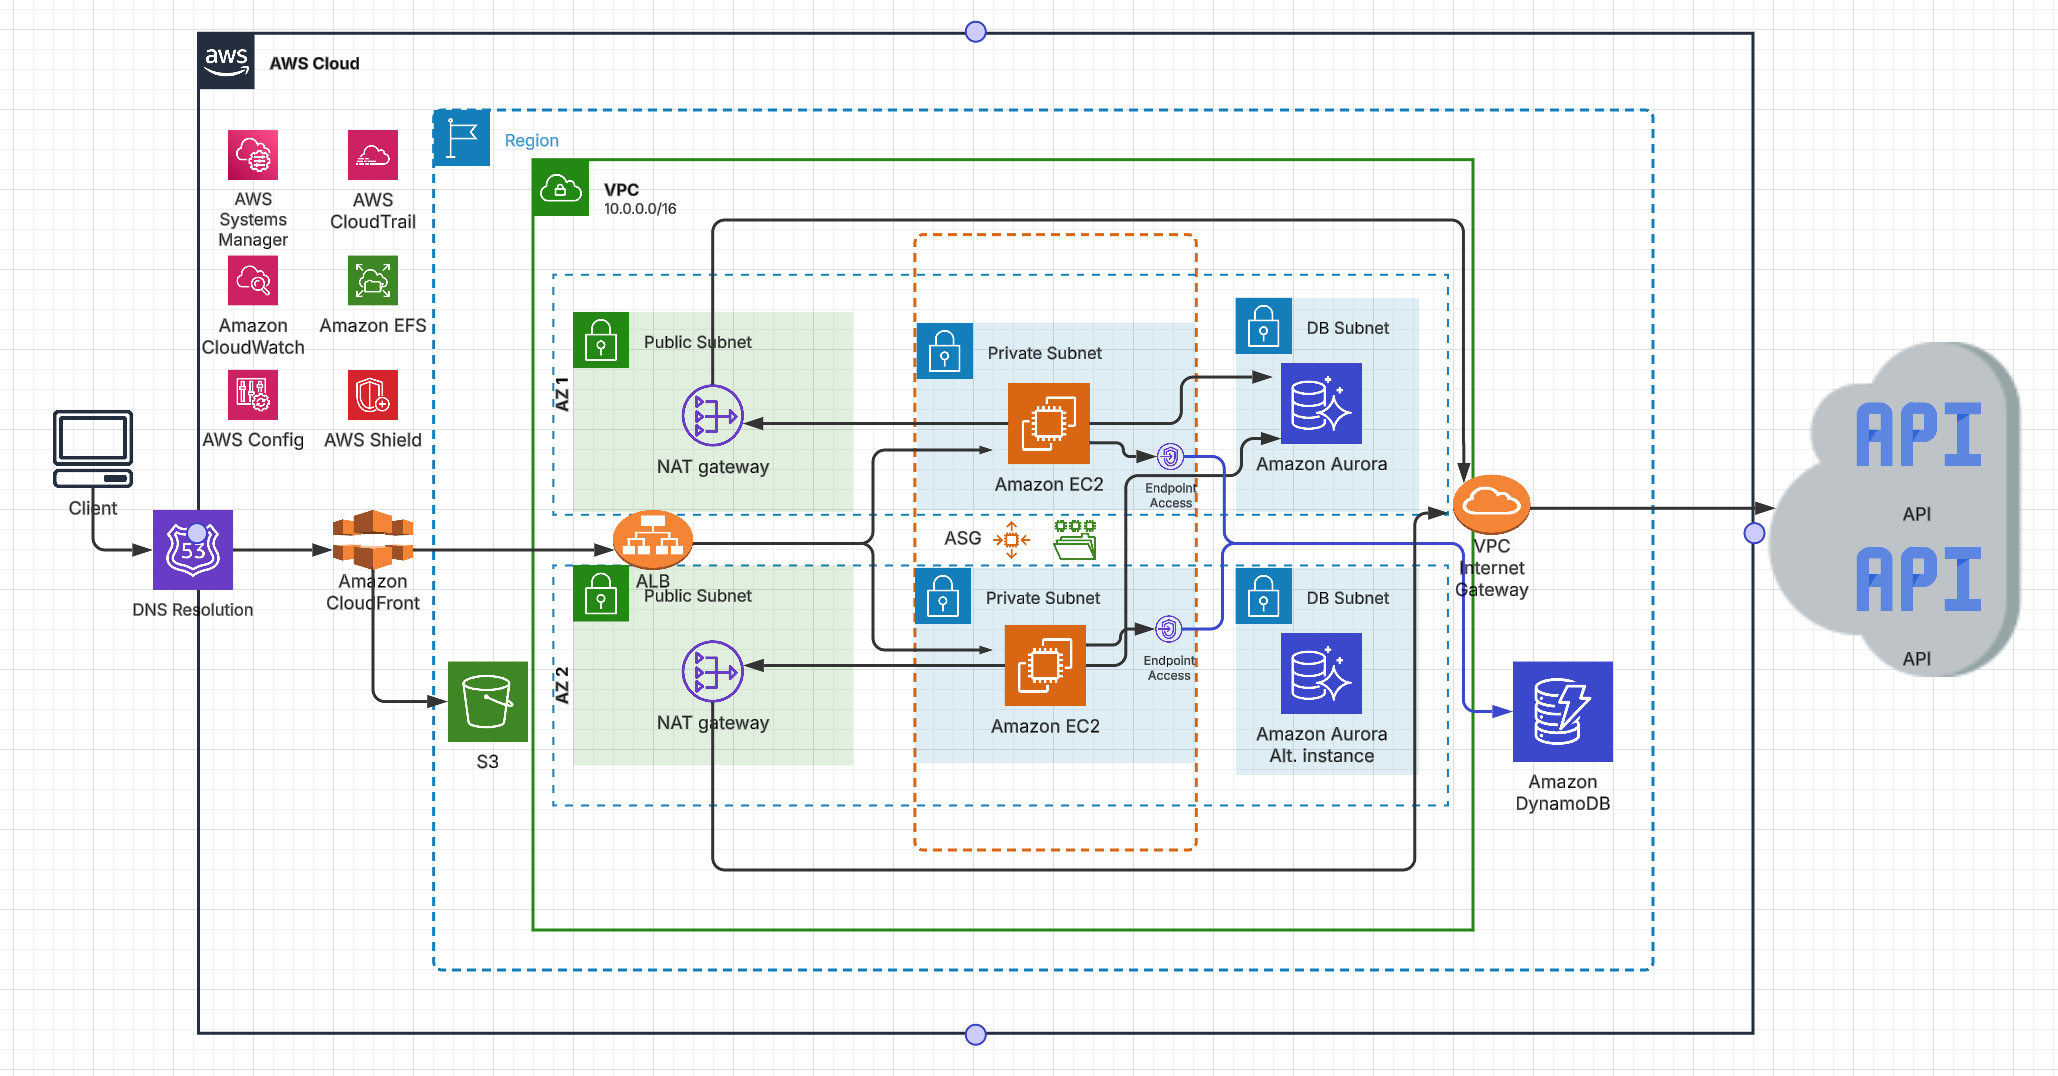 aws
AWS Cloud
Region
VPC
10.0.0.0/16
AWS
Systems
Manager
AWS
CloudTrail
Amazon
CloudWatch
Amazon EFS
AWS Config
AWS Shield
Client
53
DNS Resolution
Amazon
CloudFront
S3
AZ 1
Public Subnet
NAT gateway
Private Subnet
Amazon EC2
Endpoint
Access
DB Subnet
Amazon Aurora
ALB
ASG
AZ 2
Public Subnet
NAT gateway
Private Subnet
Amazon EC2
Endpoint
Access
DB Subnet
Amazon Aurora
Alt. instance
VPC
Internet
Gateway
Amazon
DynamoDB
API
API
API
API